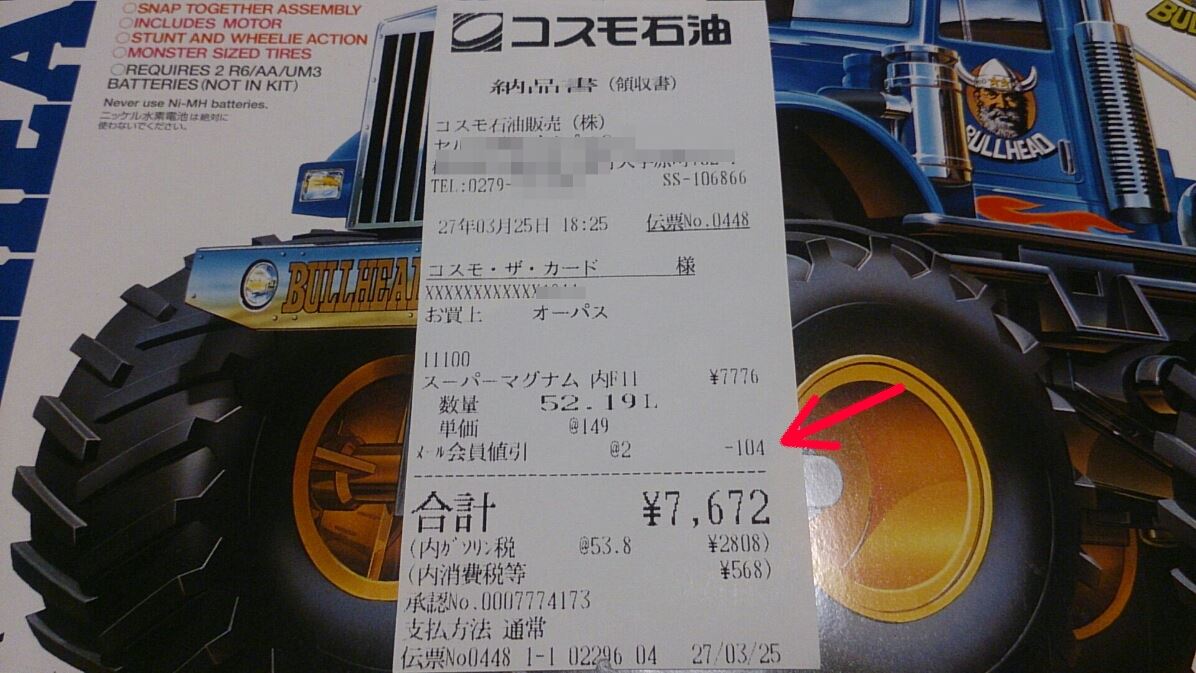 ○SNAP TOGETHER ASSEMBLY
○INCLUDES MOTOR
○STUNT AND WHEELIE ACTION
○MONSTER SIZED TIRES
○REQUIRES 2 R6/AA/UM3
BATTERIES(NOT IN KIT)
Never use Ni-MH batteries.
ニッケル水素電池は絶対に
使わないでください。
BULLHEAD
BULLHEA
コスモ石油
納品書(領収書)
コスモ石油販売(株)
TEL:0279-
SS-106866
27年03月25日 18:25 伝票No.0448
コスモ・ザ・カード 様
XXXXXXXXXXXX
お買上 オーパス
11100
スーパーマグナム 内F11 ¥7776
数量 52.19L
単価 @149
ﾒｰﾙ会員値引 @2 -104
合計 ¥7,672
(内ｶﾞｿﾘﾝ税 @53.8 ¥2808)
(内消費税等 ¥568)
承認No.0007774173
支払方法 通常
伝票No0448 1-1 02296 04 27/03/25